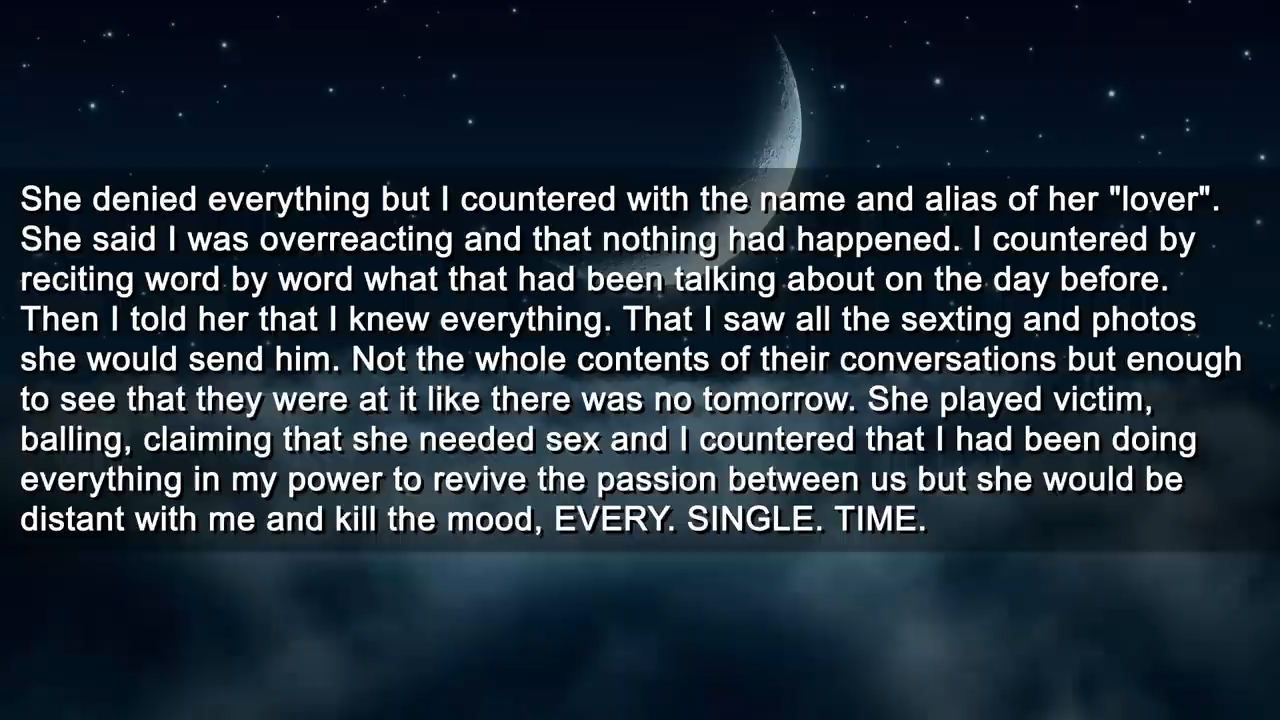 She denied everything but I countered with the name and alias of her "lover".
She said I was overreacting and that nothing had happened. I countered by
reciting word by word what that had been talking about on the day before.
Then I told her that I knew everything. That I saw all the sexting and photos
she would send him. Not the whole contents of their conversations but enough
to see that they were at it like there was no tomorrow. She played victim,
balling, claiming that she needed sex and I countered that I had been doing
everything in my power to revive the passion between us but she would be
distant with me and kill the mood, EVERY. SINGLE. TIME.